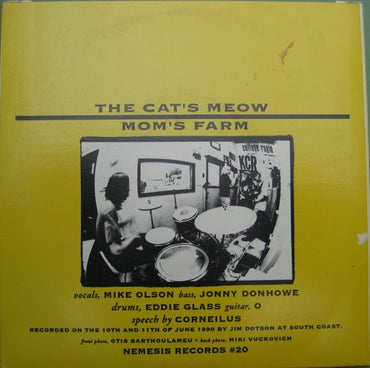 THE CAT'S MEOW
MOM'S FARM
college radio
KCR
vocals, MIKE OLSON bass, JONNY DONHOWE
drums, EDDIE GLASS guitar, O
speech by CORNEILUS
RECORDED ON THE 10TH AND 11TH OF JUNE 1990 BY JIM DOTSON AT SOUTH COAST.
front photo, OTIS BARTHOULAMEU • back photo, MIKI VUCKOVICH
NEMESIS RECORDS #20